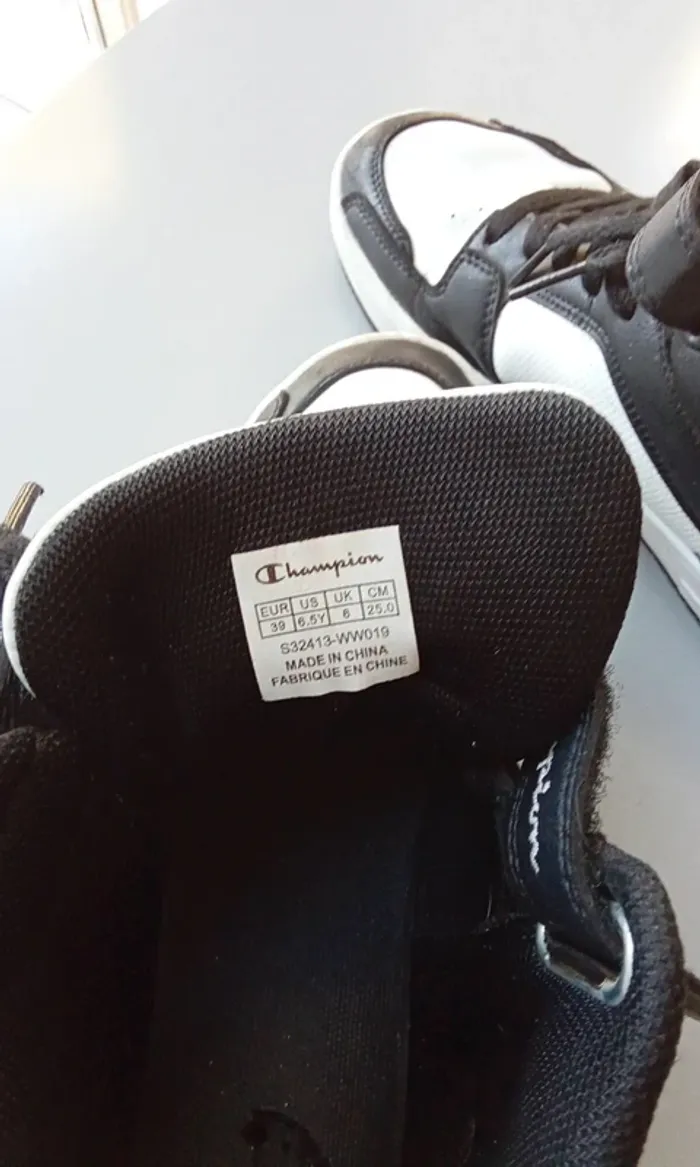 Champion
EUR US UK CM
39 6.5Y 6 25.0
S32413-WW019
MADE IN CHINA
FABRIQUE EN CHINE